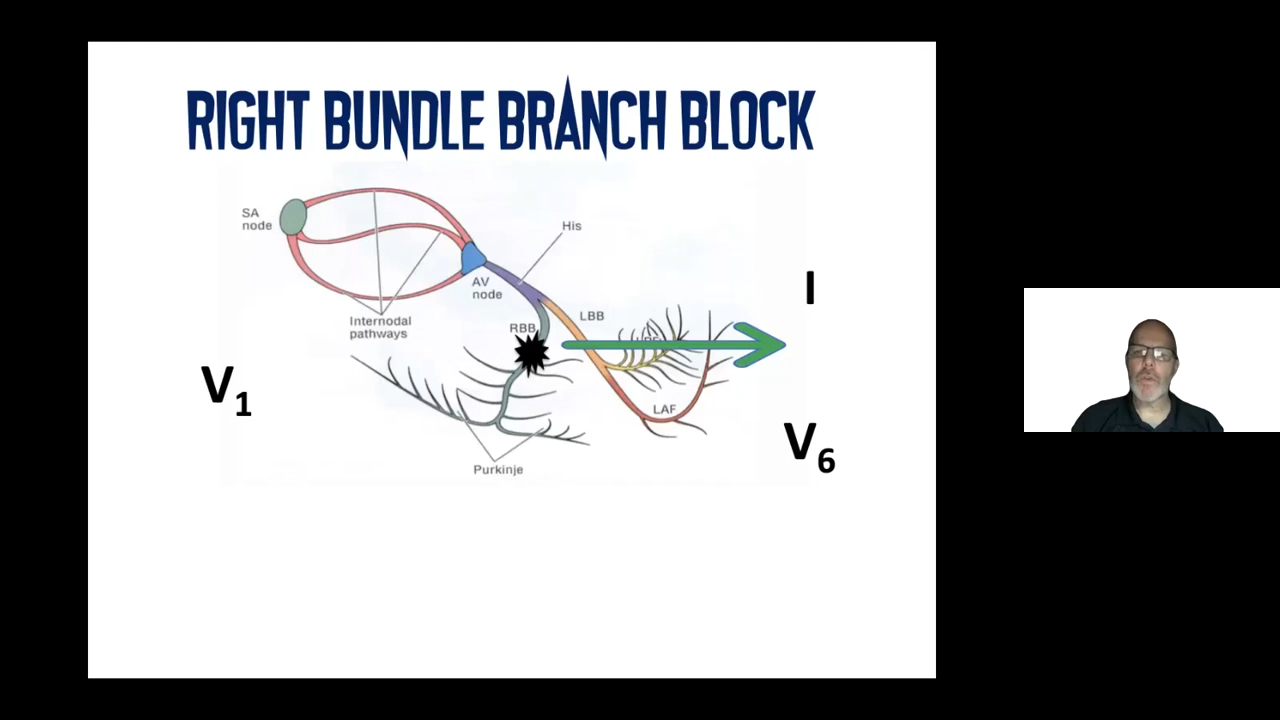 RIGHT BUNDLE BRANCH BLOCK
SA
node
His
AV
node
I
LBB
Internodal
pathways
RBB
V1
LAF
V6
Purkinje